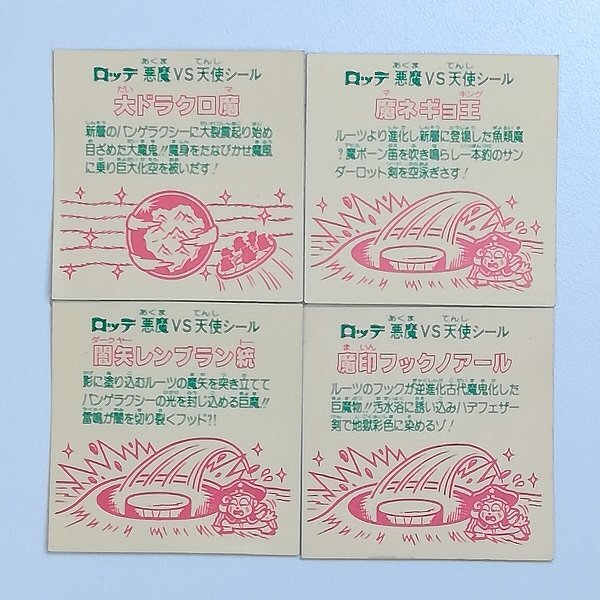 ロッテ 悪魔VS天使シール
大ドラクロ魔
新層のパンゲラクシーに大裂震起り始め
目ざめた大魔鬼!!魔身をたなびかせ魔風
に乗り巨大化空を被いだす!
ロッテ 悪魔VS天使シール
魔ネギョ王
ルーツより進化し新層に登場した魚類魔
?魔ボーン笛を吹き鳴らし一本釣のサン
ダーロット剣を空泳ぎさす!
ロッテ 悪魔VS天使シール
闇矢レンブラン統
影に塗り込むルーツの魔矢を突き立てて
パンゲラクシーの光を封じ込める巨魔!!
雷鳴が闇を切り裂くフッド?!
ロッテ 悪魔VS天使シール
魔印フックノアール
ルーツのフックが逆進化古代魔鬼化した
巨魔物!!汚水浴に誘い込みハデフェザー
剣で地獄彩色に染めるゾ!